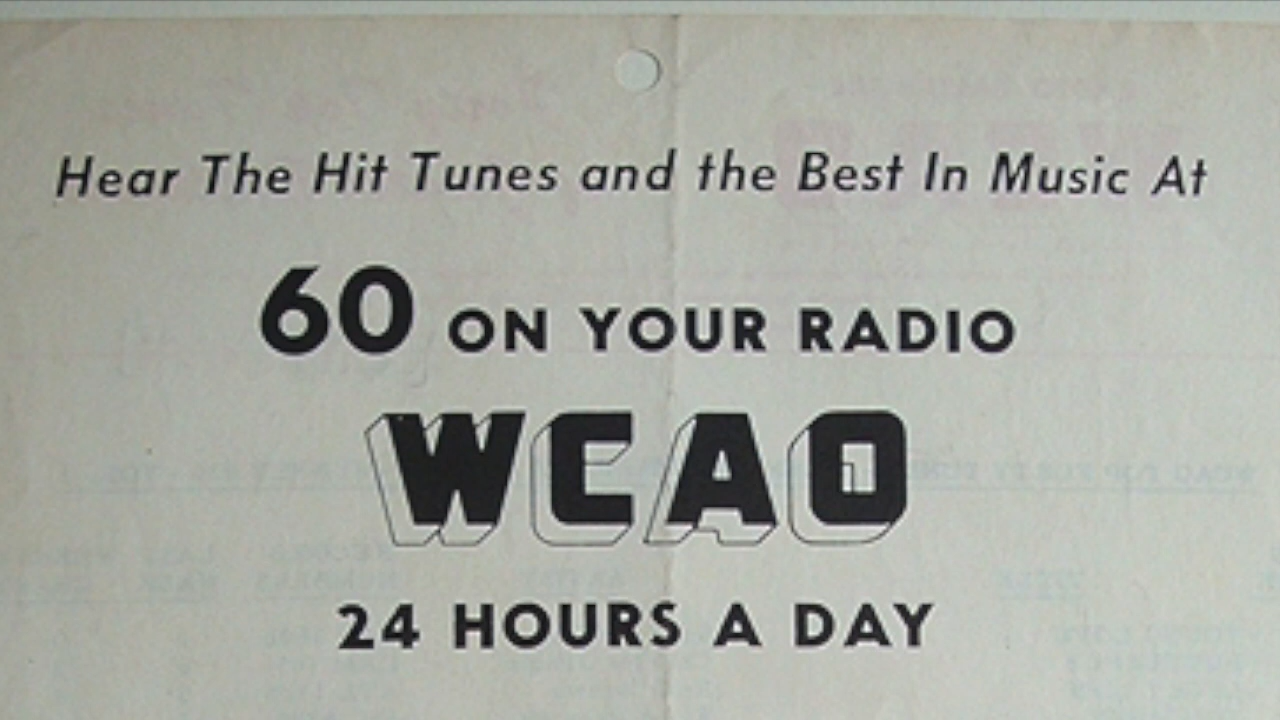 Hear The Hit Tunes and the Best In Music At
60 ON YOUR RADIO
WCAO
24 HOURS A DAY